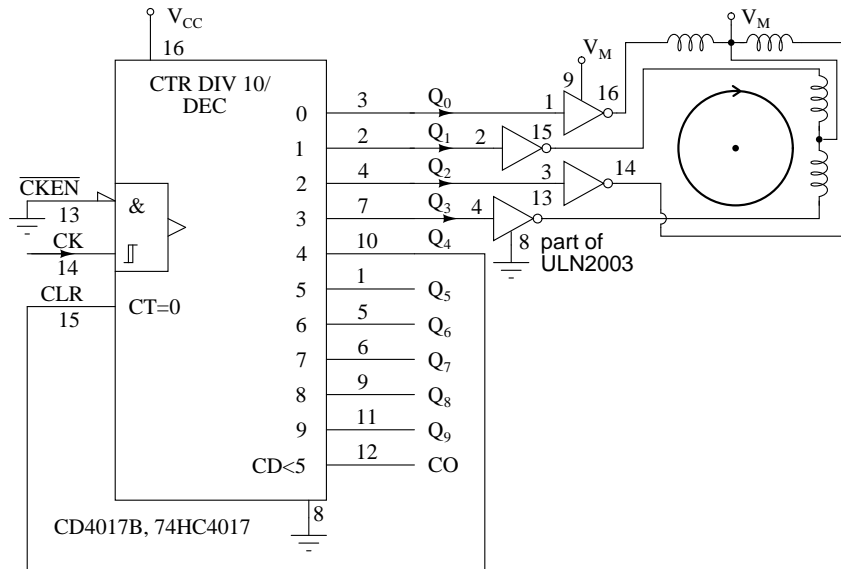 V_CC
16
CTR DIV 10/
DEC
0 3 Q_0
1 2 Q_1
2 4 Q_2
3 7 Q_3
4 10 Q_4
5 1 Q_5
6 5 Q_6
7 6 Q_7
8 9 Q_8
9 11 Q_9
CD<5 12 CO
CKEN
13
&
CK
14
CLR
15
CT=0
8
CD4017B, 74HC4017
V_M
9
1 16
2 15
3 14
4 13
8
part of
ULN2003
V_M